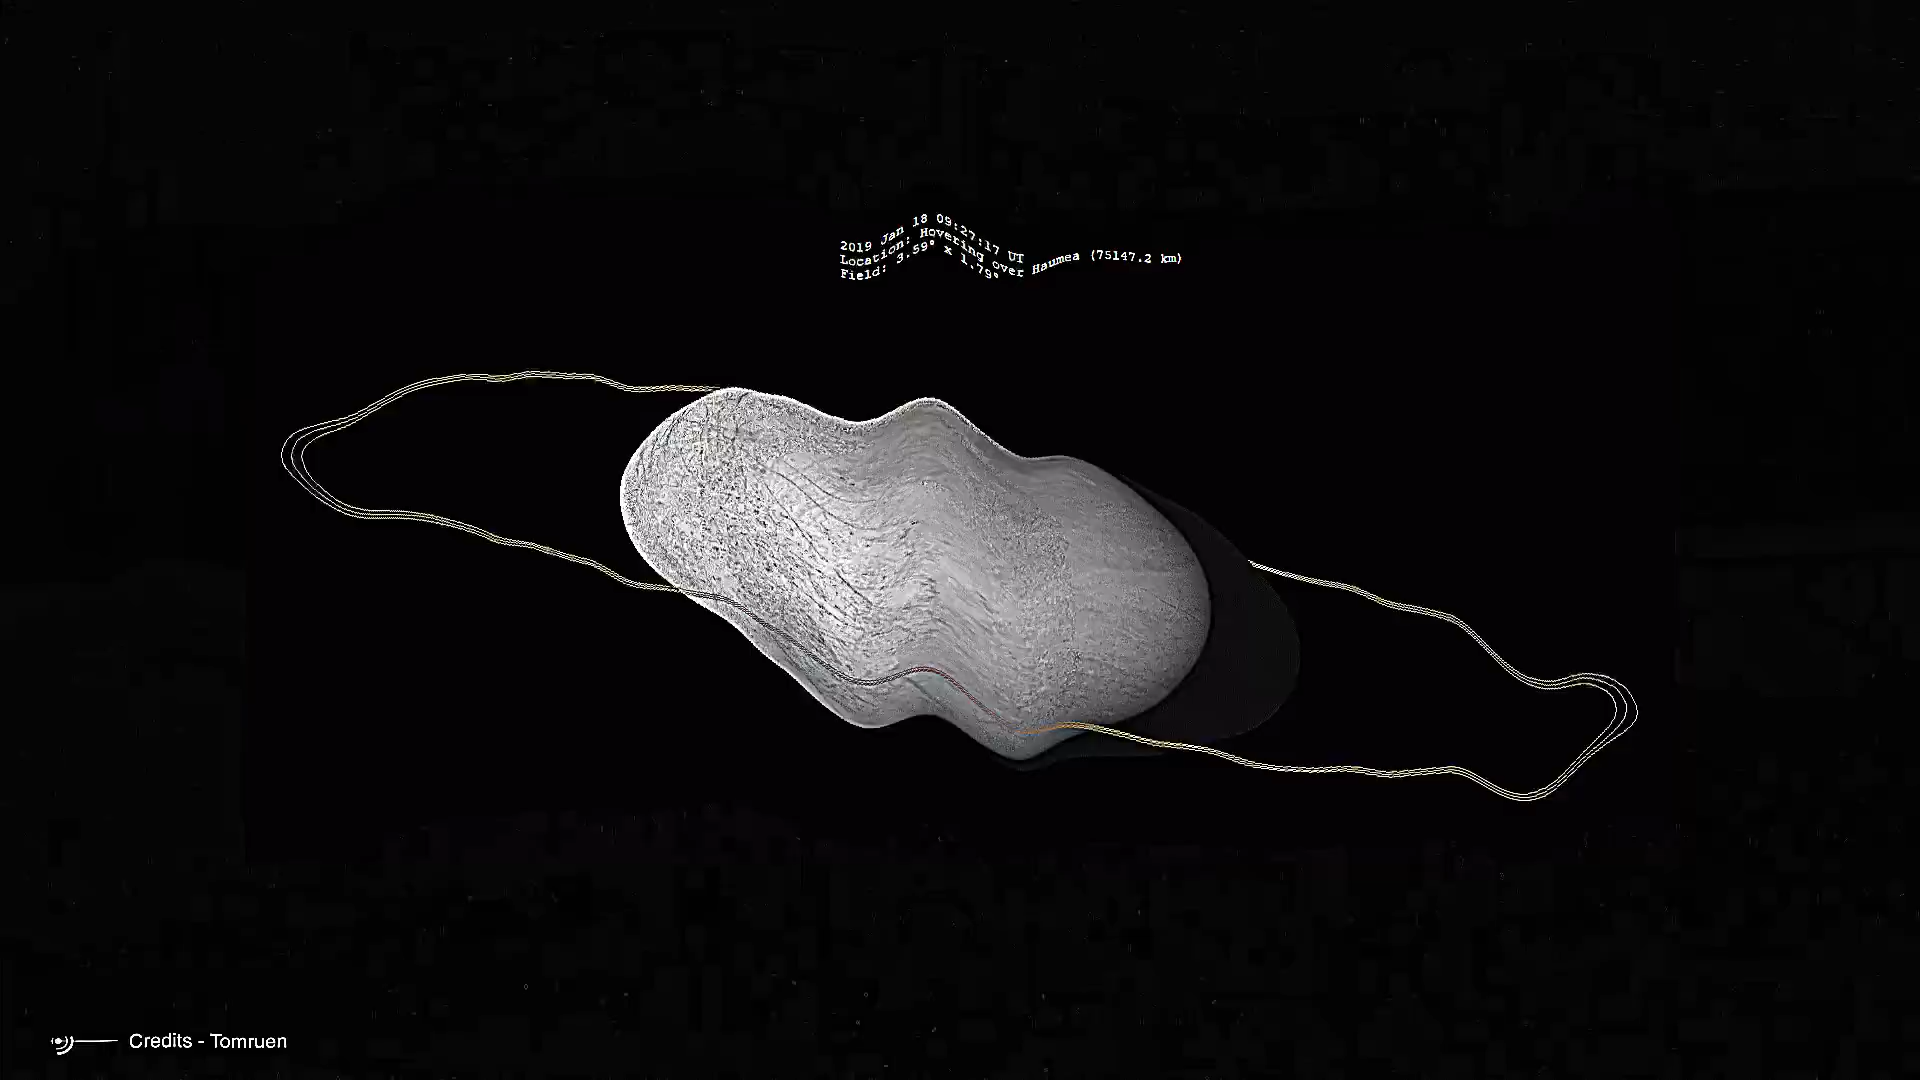 2019 Jan 18 09:27:17 UT
Location: Hovering over Haumea (75147.2 km)
Field: 3.59° x 1.79°
Credits - Tomruen